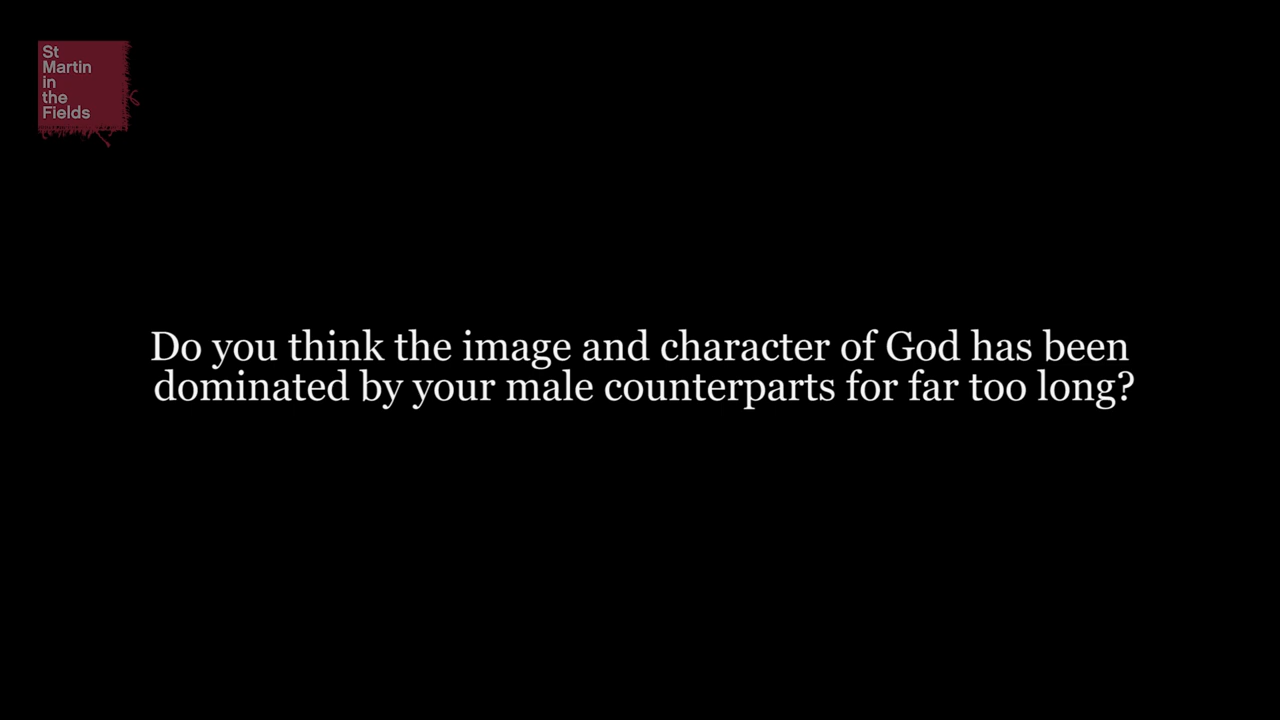 St
Martin
in
the
Fields
Do you think the image and character of God has been
dominated by your male counterparts for far too long?